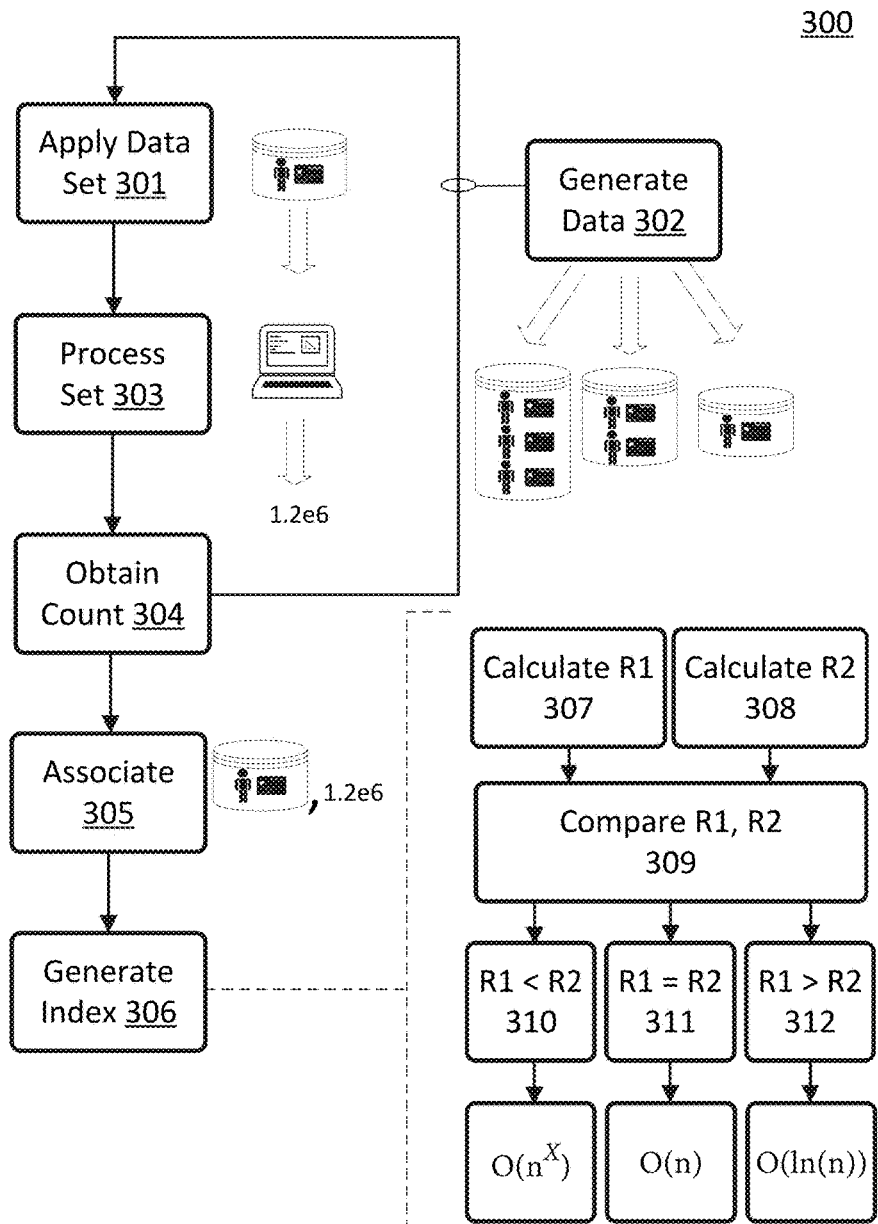 300
Apply Data
Set 301
Generate
Data 302
Process
Set 303
1.2e6
Obtain
Count 304
Calculate R1
307
Calculate R2
308
Associate
305
, 1.2e6
Compare R1, R2
309
Generate
Index 306
R1 < R2
310
R1 = R2
311
R1 > R2
312
O(n^X)
O(n)
O(ln(n))